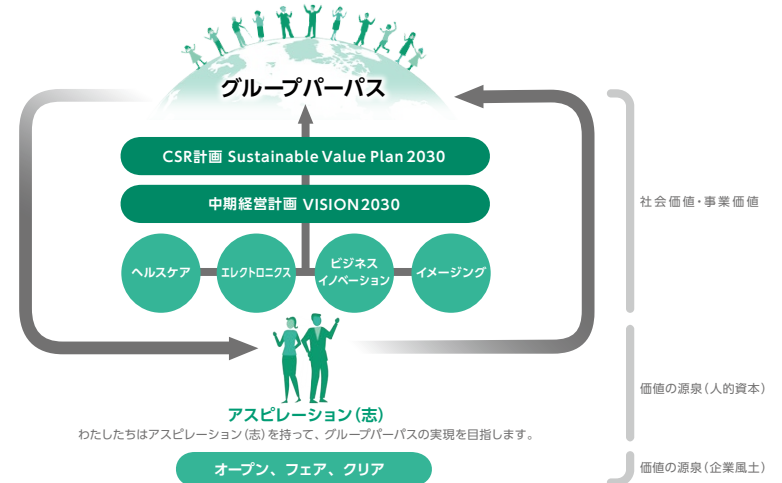 グループパーパス
CSR計画 Sustainable Value Plan 2030
中期経営計画 VISION2030
社会価値・事業価値
ヘルスケア
エレクトロニクス
ビジネス
イノベーション
イメージング
価値の源泉(人的資本)
アスピレーション(志)
わたしたちはアスピレーション(志)を持って、グループパーパスの実現を目指します。
オープン、フェア、クリア
価値の源泉(企業風土)